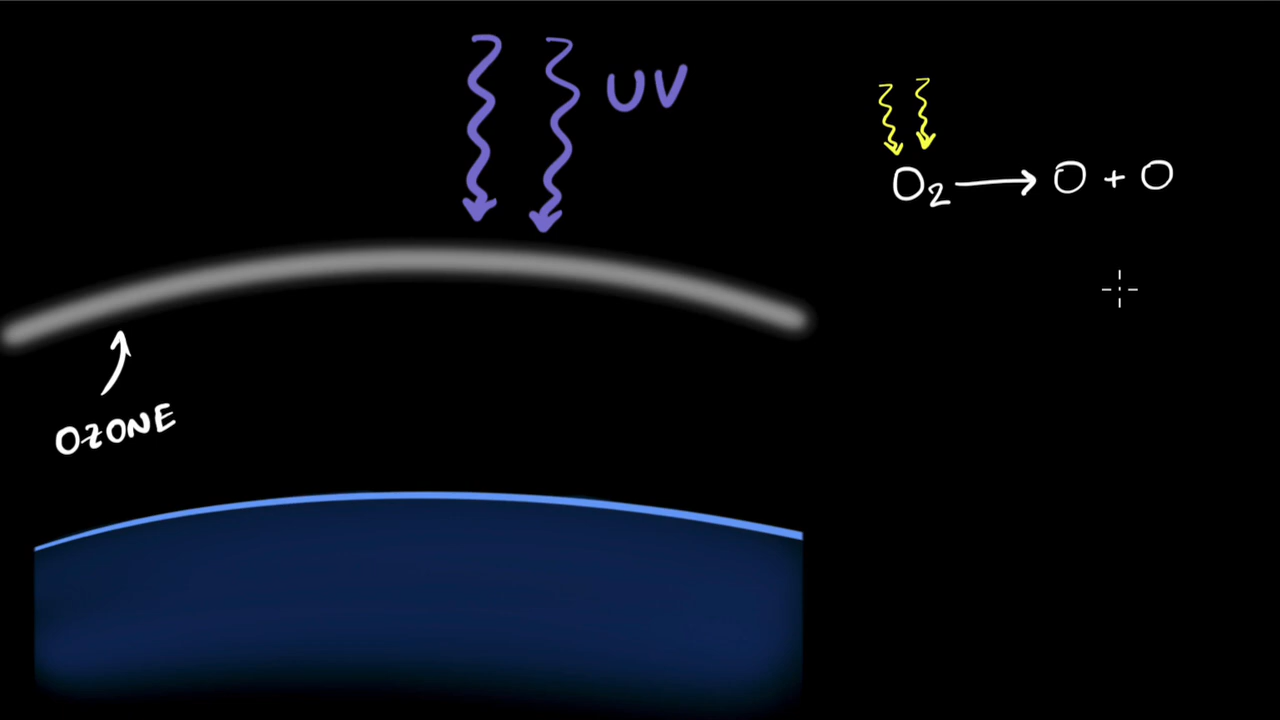 UV
O₂ → O + O
OZONE